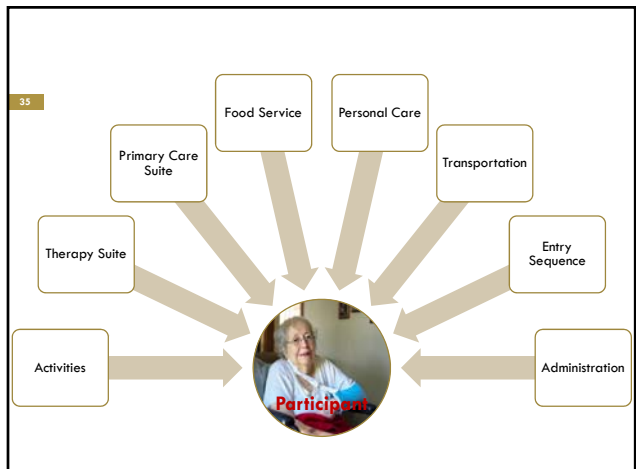 35
Food Service
Personal Care
Primary Care
Suite
Transportation
Therapy Suite
Entry
Sequence
Activities
Administration
Participant